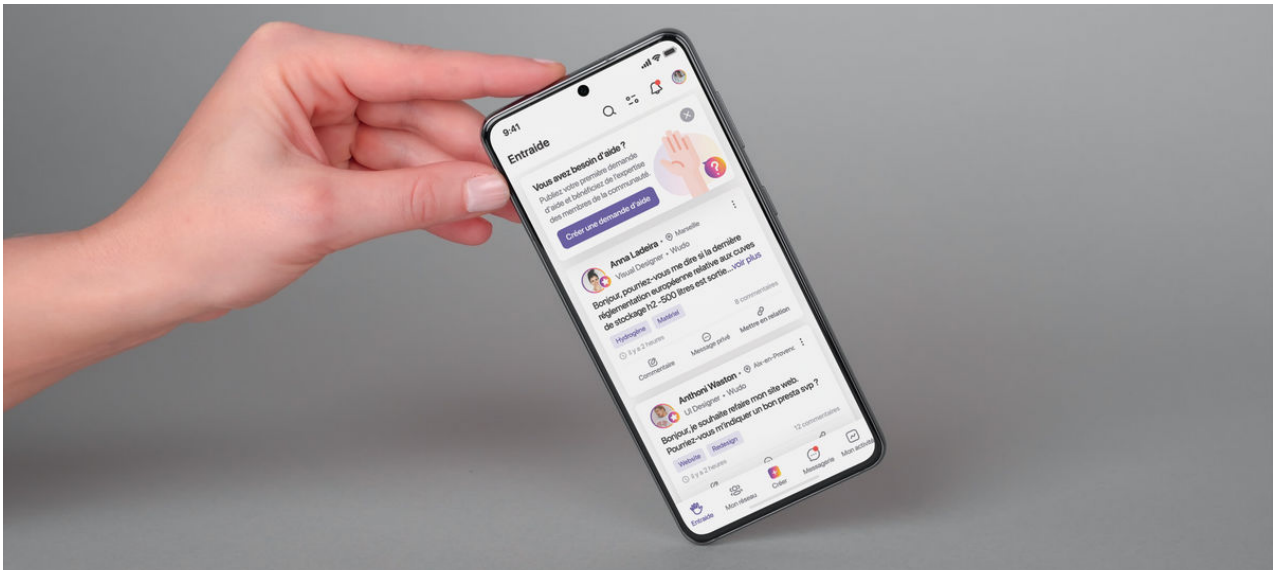 9:41
Entraide
Vous avez besoin d'aide ?
Publiez votre première demande
d'aide et bénéficiez de l'expertise
des membres de la communauté.
Créer une demande d'aide
?
Anna Ladeira • Marseille
Visual Designer • Wudo
Bonjour, pourriez-vous me dire si la dernière
réglementation européenne relative aux cuves
de stockage h2 -500 litres est sortie...voir plus
Hydrogène Matériel
il y a 2 heures
8 commentaires
Commentaire
Message privé
Mettre en relation
Anthoni Waston • Aix-en-Provenc
UI Designer • Wudo
Bonjour, je souhaite refaire mon site web.
Pourriez-vous m'indiquer un bon presta svp ?
Website Redesign
il y a 2 heures
12 commentaires
Entraide
Mon réseau
Créer
Messagerie
Mon activité